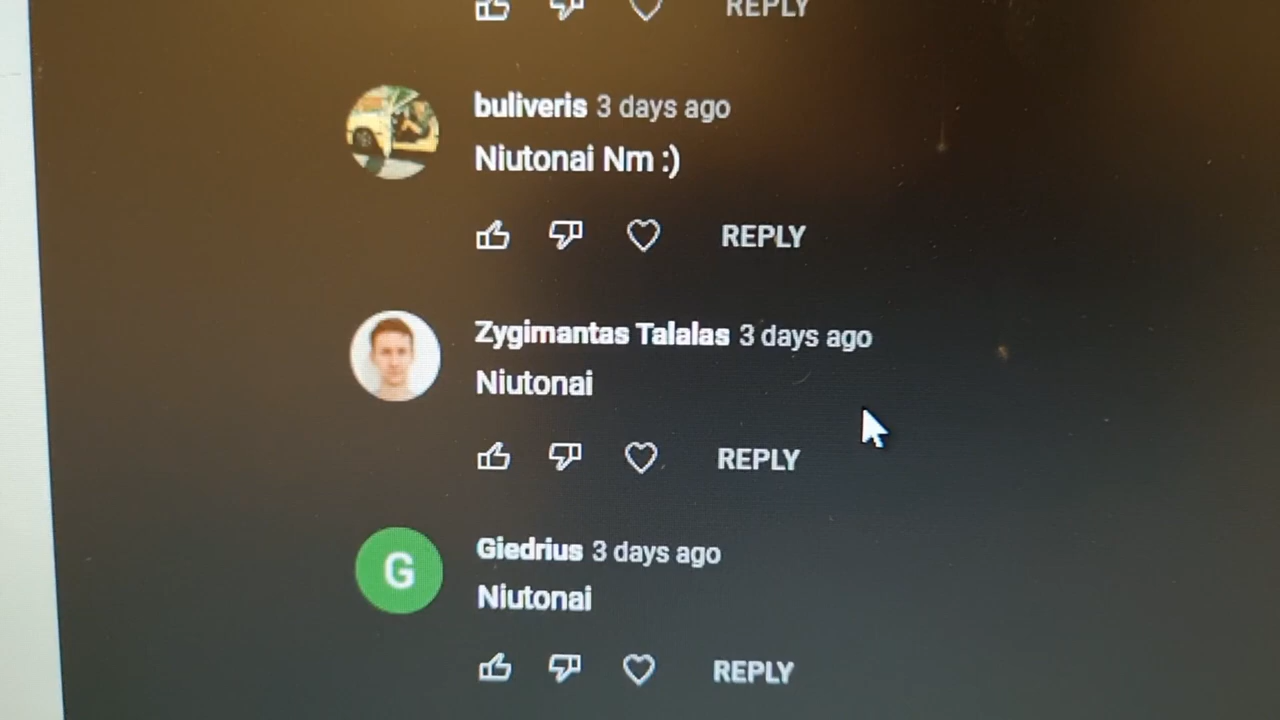 REPLY
buliveris 3 days ago
Niutonai Nm :)
REPLY
Zygimantas Talalas 3 days ago
Niutonai
REPLY
G
Giedrius 3 days ago
Niutonai
REPLY